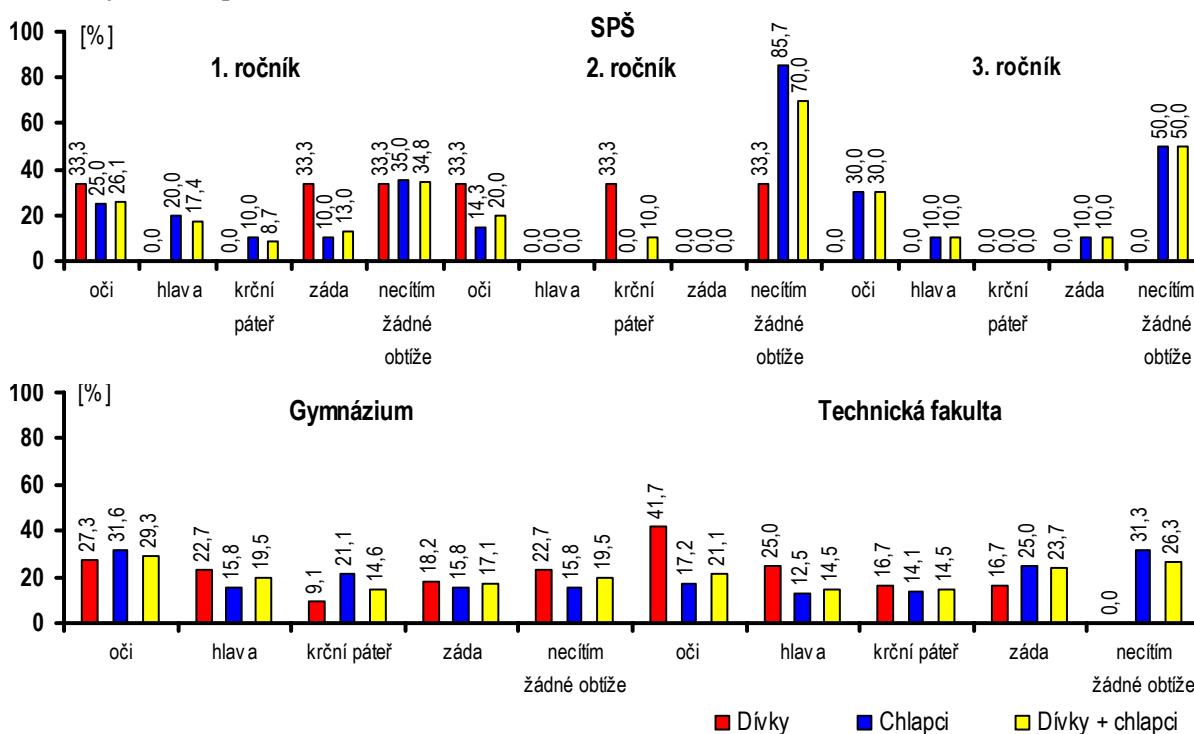 SPŠ
[%]
1. ročník
2. ročník
3. ročník
100
80
60
40
20
0
33,3 25,0 26,1
0,0 20,0 17,4
0,0 10,0 8,7
33,3 10,0 13,0
33,3 35,0 34,8
33,3 14,3 20,0
0,0 0,0 0,0
33,3 0,0 10,0
0,0 0,0 0,0
33,3 85,7 70,0
0,0 30,0 30,0
0,0 10,0 10,0
0,0 0,0 0,0
0,0 10,0 10,0
0,0 50,0 50,0
oči hlava krční páteř záda necítím žádné obtíže
oči hlava krční páteř záda necítím žádné obtíže
oči hlava krční páteř záda necítím žádné obtíže
[%]
Gymnázium
Technická fakulta
100
80
60
40
20
0
27,3 31,6 29,3
22,7 15,8 19,5
9,1 21,1 14,6
18,2 15,8 17,1
22,7 15,8 19,5
41,7 17,2 21,1
25,0 12,5 14,5
16,7 14,1 14,5
16,7 25,0 23,7
0,0 31,3 26,3
oči hlava krční páteř záda necítím žádné obtíže
oči hlava krční páteř záda necítím žádné obtíže
Dívky Chlapci Dívky + chlapci